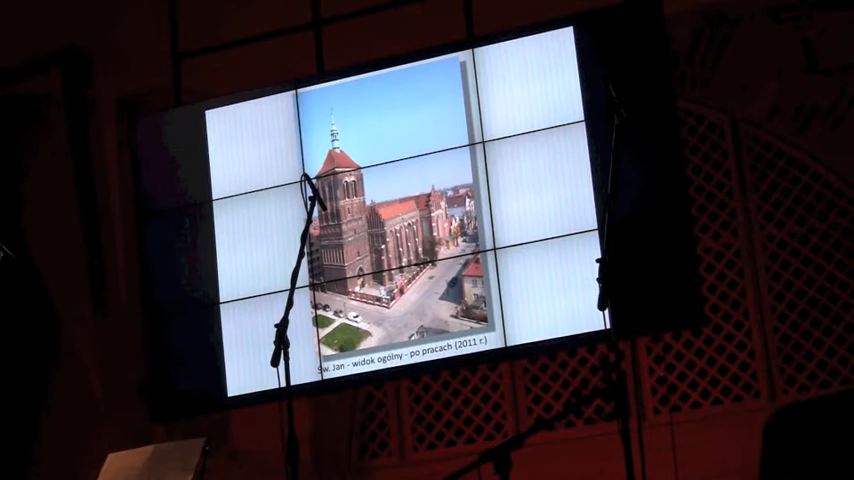 św. Jan - widok ogólny - po pracach (2011 r.)